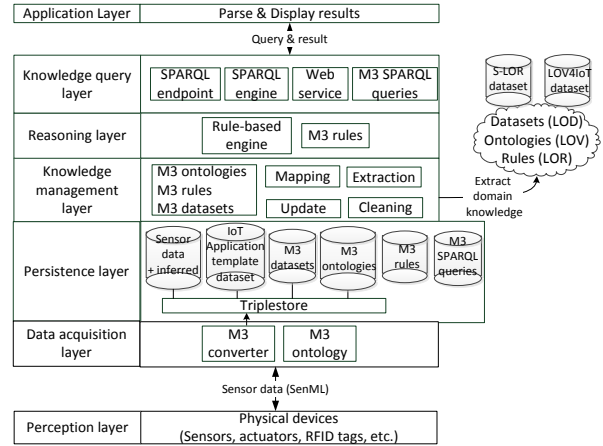 Application Layer
Parse & Display results
Query & result
Knowledge query
layer
SPARQL
endpoint
SPARQL
engine
Web
service
M3 SPARQL
queries
S-LOR
dataset
LOV4IoT
dataset
Datasets (LOD)
Ontologies (LOV)
Rules (LOR)
Reasoning layer
Rule-based
engine
M3 rules
Knowledge
management
layer
M3 ontologies
M3 rules
M3 datasets
Mapping
Extraction
Update
Cleaning
Extract
domain
knowledge
Persistence layer
Sensor
data
+ inferred
IoT
Application
template
dataset
M3
datasets
M3
ontologies
M3
rules
M3
SPARQL
queries
Triplestore
Data acquisition
layer
M3
converter
M3
ontology
Sensor data (SenML)
Perception layer
Physical devices
(Sensors, actuators, RFID tags, etc.)